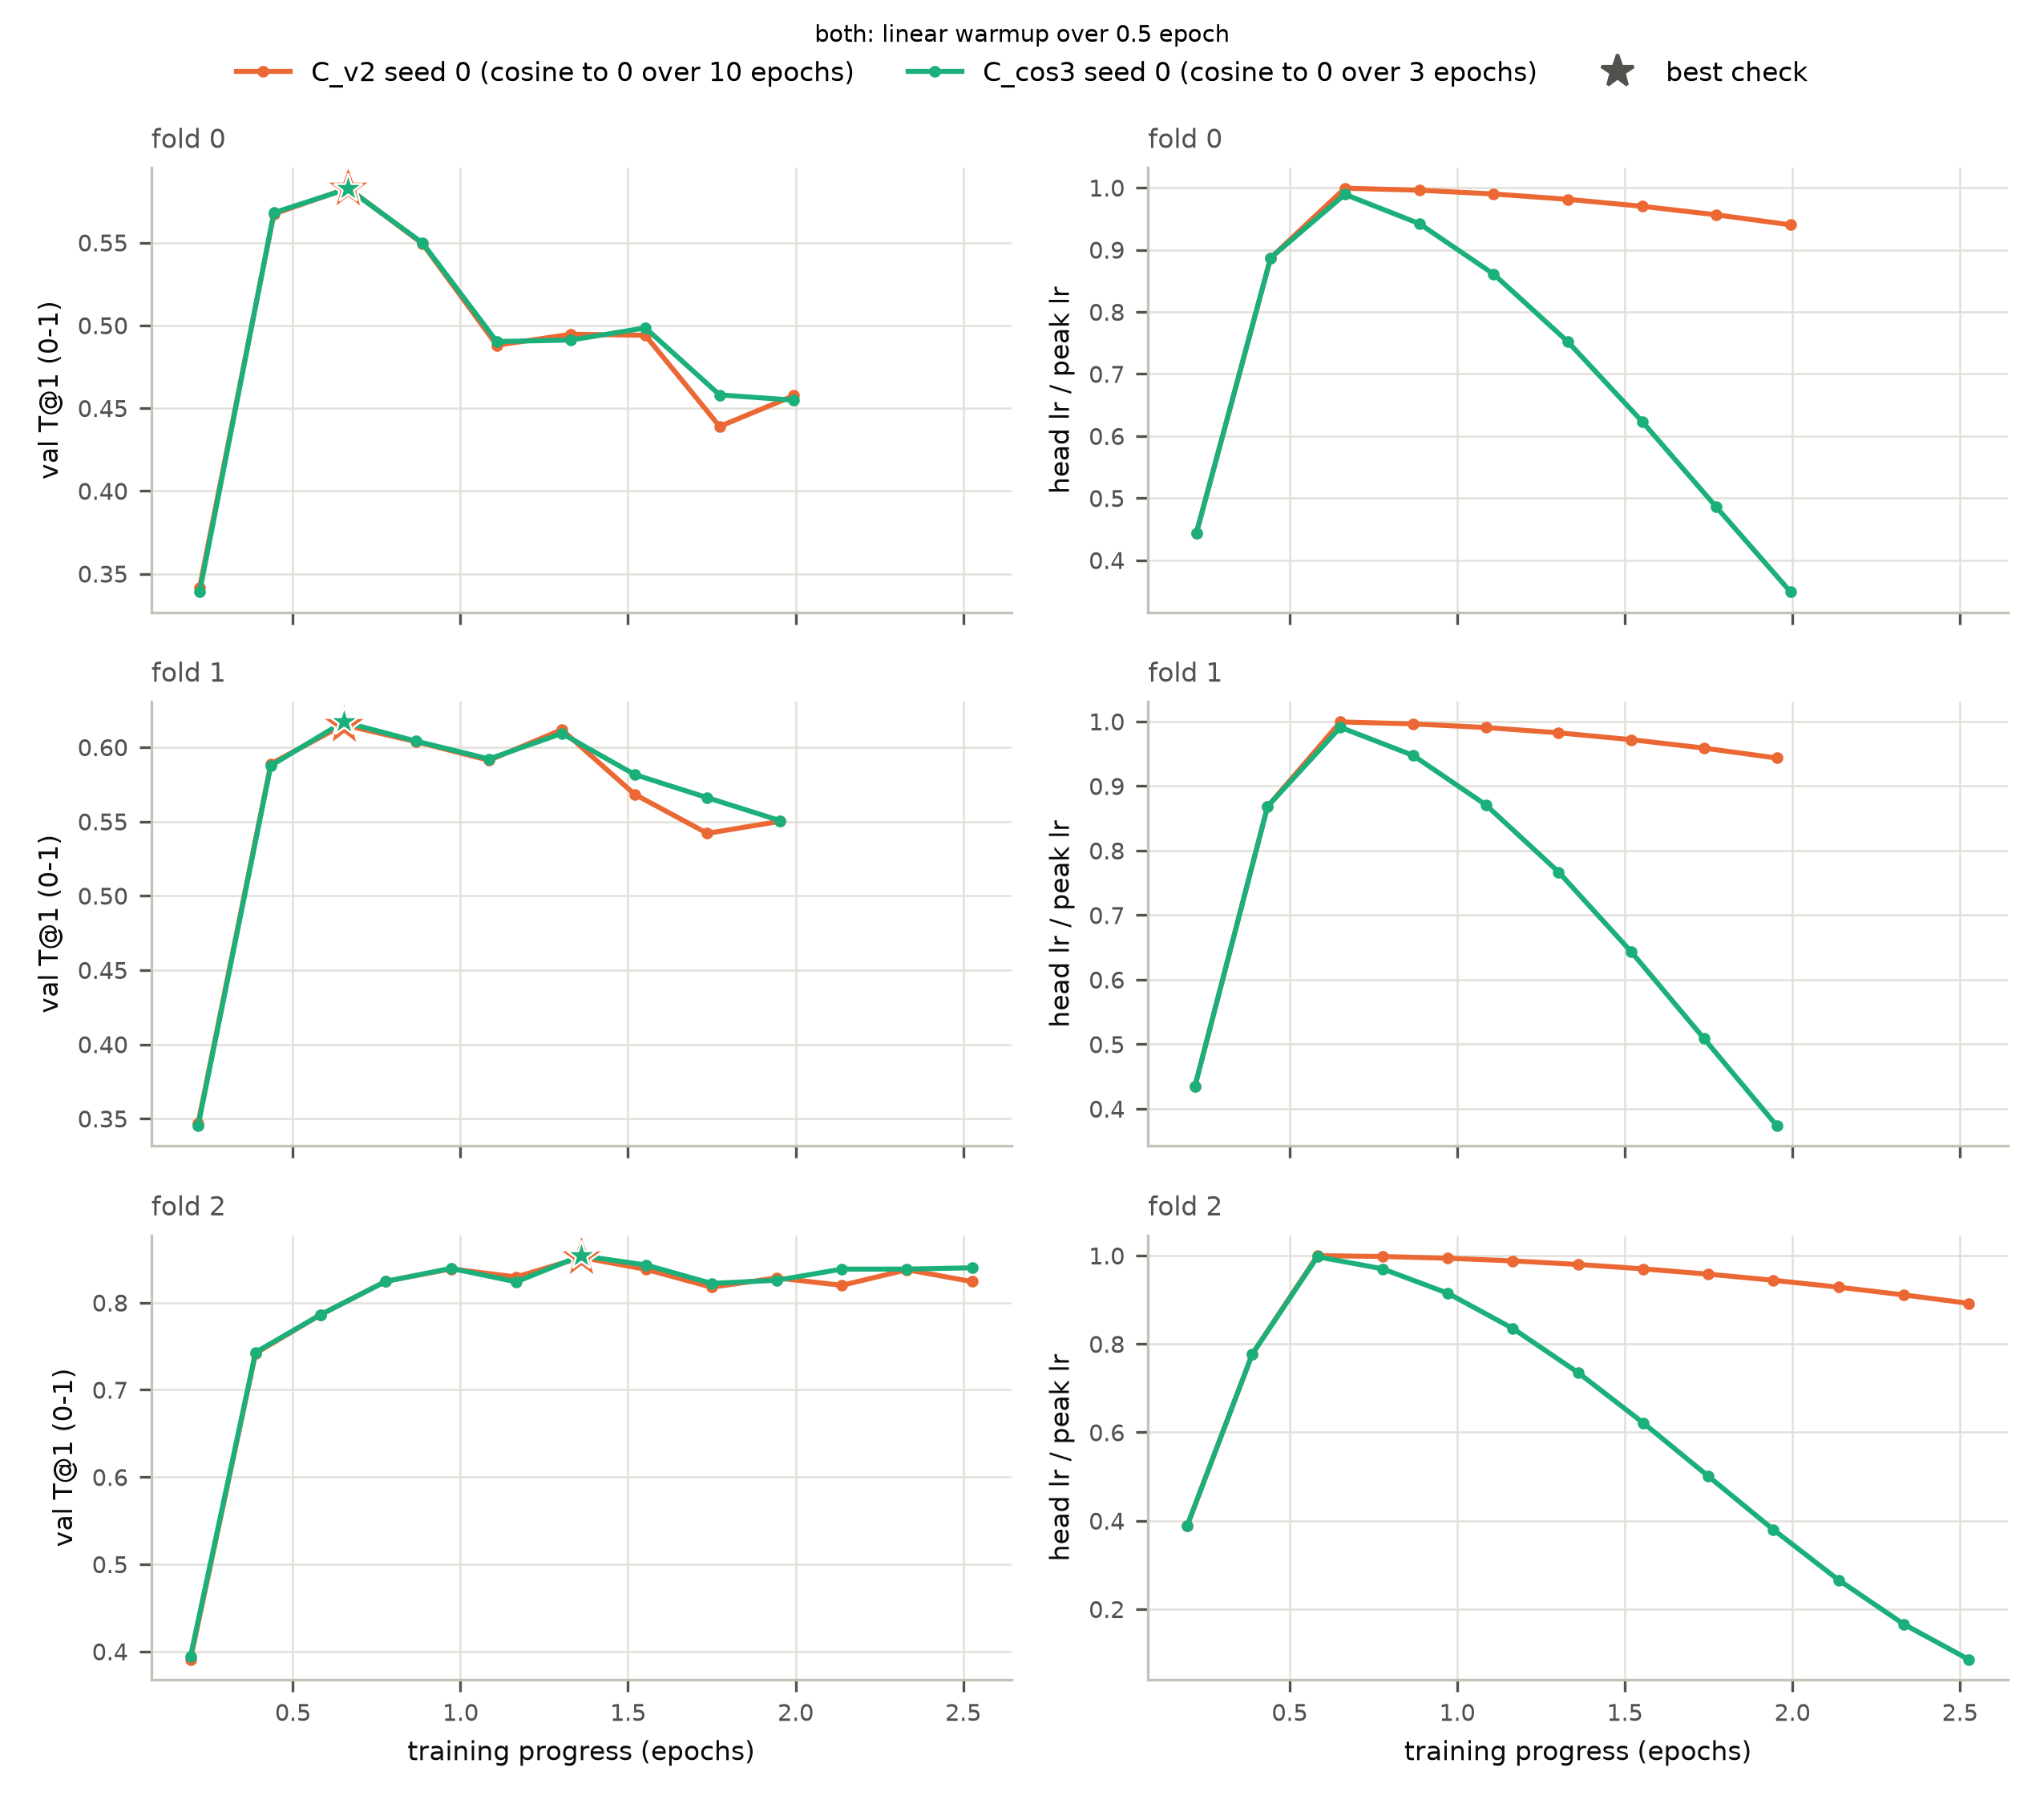 both: linear warmup over 0.5 epoch
C_v2 seed 0 (cosine to 0 over 10 epochs)
C_cos3 seed 0 (cosine to 0 over 3 epochs)
best check
fold 0
val T@1 (0-1)
0.55
0.50
0.45
0.40
0.35
fold 0
head lr / peak lr
1.0
0.9
0.8
0.7
0.6
0.5
0.4
fold 1
val T@1 (0-1)
0.60
0.55
0.50
0.45
0.40
0.35
fold 1
head lr / peak lr
1.0
0.9
0.8
0.7
0.6
0.5
0.4
fold 2
val T@1 (0-1)
0.8
0.7
0.6
0.5
0.4
0.5 1.0 1.5 2.0 2.5
training progress (epochs)
fold 2
head lr / peak lr
1.0
0.8
0.6
0.4
0.2
0.5 1.0 1.5 2.0 2.5
training progress (epochs)